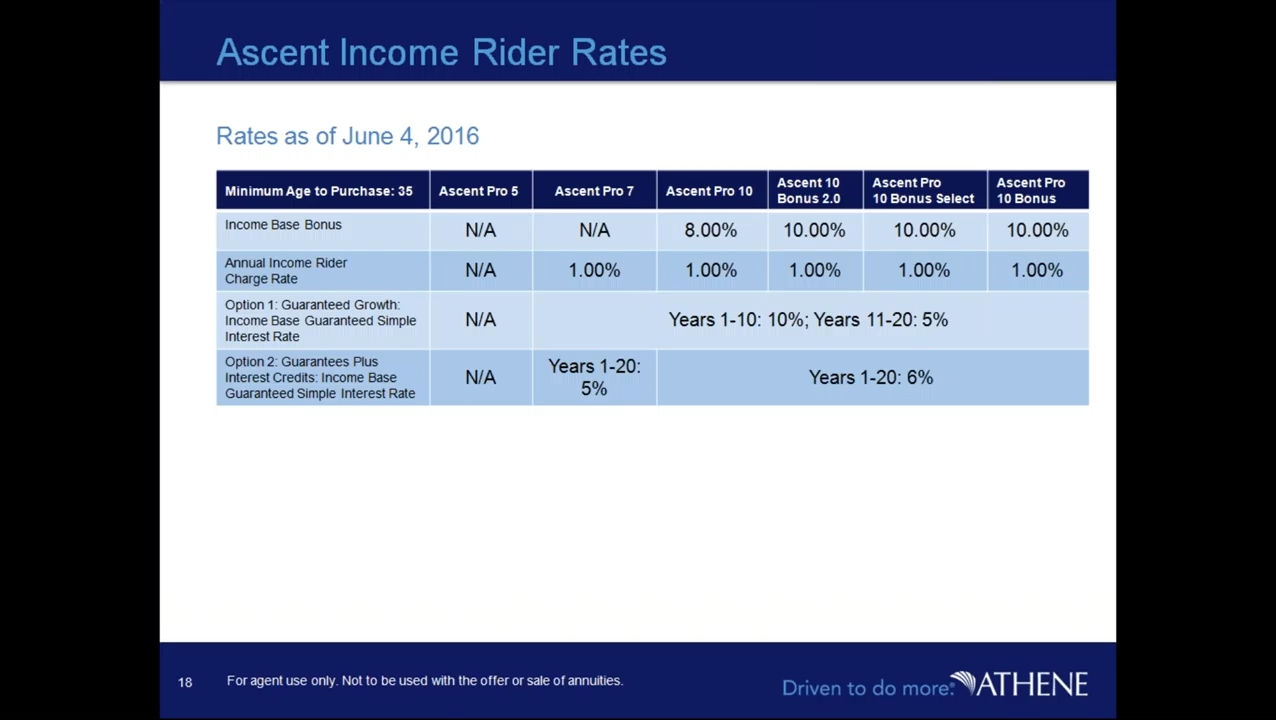 Ascent Income Rider Rates
Rates as of June 4, 2016
Minimum Age to Purchase: 35
Ascent Pro 5
Ascent Pro 7
Ascent Pro 10
Ascent 10
Bonus 2.0
Ascent Pro
10 Bonus Select
Ascent Pro
10 Bonus
Income Base Bonus
N/A
N/A
8.00%
10.00%
10.00%
10.00%
Annual Income Rider
Charge Rate
N/A
1.00%
1.00%
1.00%
1.00%
1.00%
Option 1: Guaranteed Growth:
Income Base Guaranteed Simple
Interest Rate
N/A
Years 1-10: 10%; Years 11-20: 5%
Option 2: Guarantees Plus
Interest Credits: Income Base
Guaranteed Simple Interest Rate
N/A
Years 1-20:
5%
Years 1-20: 6%
18
For agent use only. Not to be used with the offer or sale of annuities.
Driven to do more.®
ATHENE